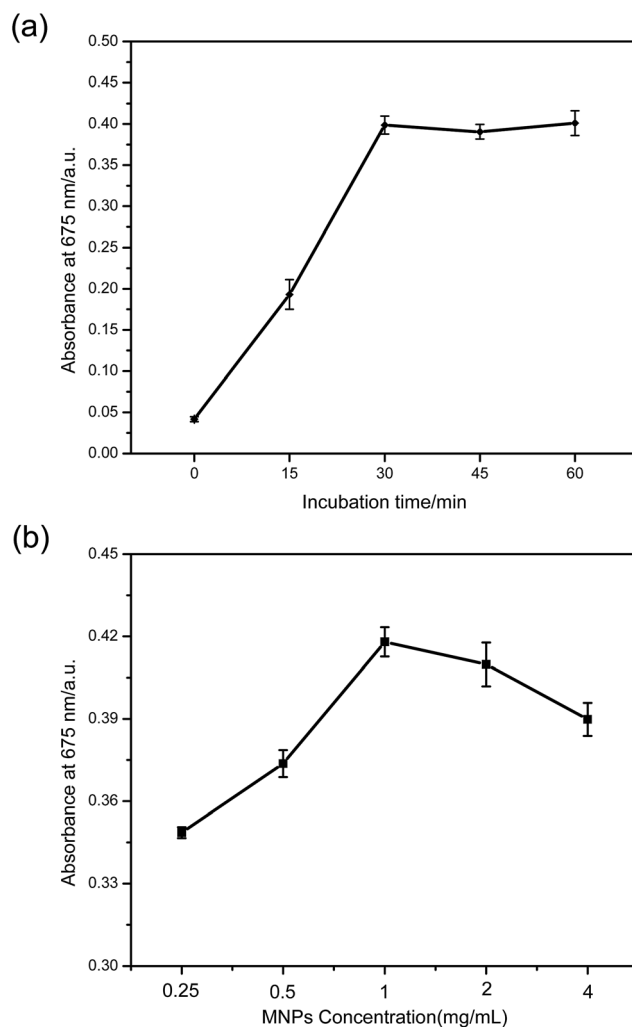 (a)
0.50
0.45
0.40
0.35
0.30
0.25
0.20
0.15
0.10
0.05
0.00
Absorbance at 675 nm/a.u.
0 15 30 45 60
Incubation time/min
(b)
0.45
0.42
0.39
0.36
0.33
0.30
Absorbance at 675 nm/a.u.
0.25 0.5 1 2 4
MNPs Concentration(mg/mL)